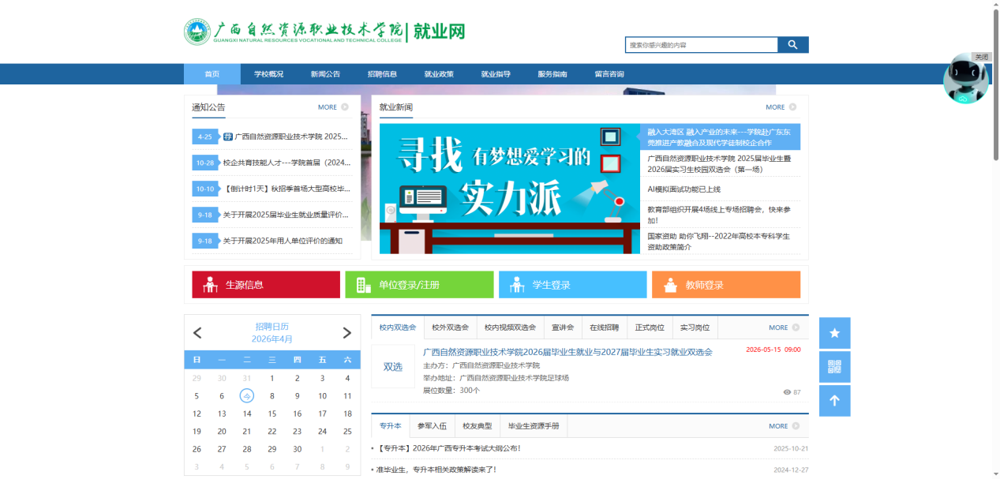 广西自然资源职业技术学院 | 就业网
GUANGXI NATURAL RESOURCES VOCATIONAL AND TECHNICAL COLLEGE
搜索你感兴趣的内容
关闭
首页 学校概况 新闻公告 招聘信息 就业政策 就业指导 服务指南 留言咨询
通知公告 MORE
4-25 荐 广西自然资源职业技术学院 2025...
10-28 校企共育技能人才---学院首届（2024...
10-10 【倒计时1天】秋招季首场大型高校毕...
9-18 关于开展2025届毕业生就业质量评价...
9-18 关于开展2025年用人单位评价的通知
就业新闻 MORE
寻找 有梦想爱学习的
实力派
融入大湾区 融入产业的未来---学院赴广东东
莞推进产教融合及现代学徒制校企合作
广西自然资源职业技术学院 2025届毕业生暨
2026届实习生校园双选会（第一场）
AI模拟面试功能已上线
教育部组织开展4场线上专场招聘会，快来参
加!
国家资助 助你飞翔--2022年高校本专科学生
资助政策简介
生源信息 单位登录/注册 学生登录 教师登录
招聘日历
2026年4月
日 一 二 三 四 五 六
29 30 31 1 2 3 4
5 6 今 8 9 10 11
12 13 14 15 16 17 18
19 20 21 22 23 24 25
26 27 28 29 30 1 2
3 4 5 6 7 8 9
校内双选会 校外双选会 校内视频双选会 宣讲会 在线招聘 正式岗位 实习岗位 MORE
双选
广西自然资源职业技术学院2026届毕业生就业与2027届毕业生实习就业双选会 2026-05-15 09:00
主办方：广西自然资源职业技术学院
举办地址：广西自然资源职业技术学院足球场
展位数量：300个 87
专升本 参军入伍 校友典型 毕业生资源手册 MORE
• 【专升本】2026年广西专升本考试大纲公布! 2025-10-21
• 准毕业生，专升本相关政策解读来了! 2024-12-27